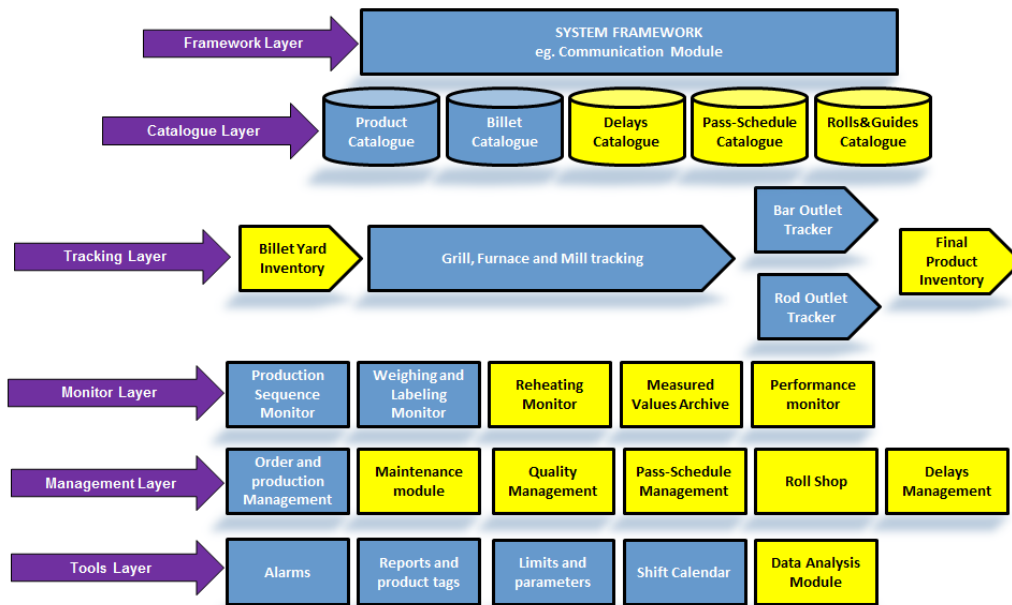 SYSTEM FRAMEWORK
eg. Communication Module
Framework Layer
Catalogue Layer
Product
Catalogue
Billet
Catalogue
Delays
Catalogue
Pass-Schedule
Catalogue
Rolls&Guides
Catalogue
Tracking Layer
Billet Yard
Inventory
Grill, Furnace and Mill tracking
Bar Outlet
Tracker
Rod Outlet
Tracker
Final
Product
Inventory
Monitor Layer
Production
Sequence
Monitor
Weighing and
Labeling
Monitor
Reheating
Monitor
Measured
Values Archive
Performance
monitor
Management Layer
Order and
production
Management
Maintenance
module
Quality
Management
Pass-Schedule
Management
Roll Shop
Delays
Management
Tools Layer
Alarms
Reports and
product tags
Limits and
parameters
Shift Calendar
Data Analysis
Module